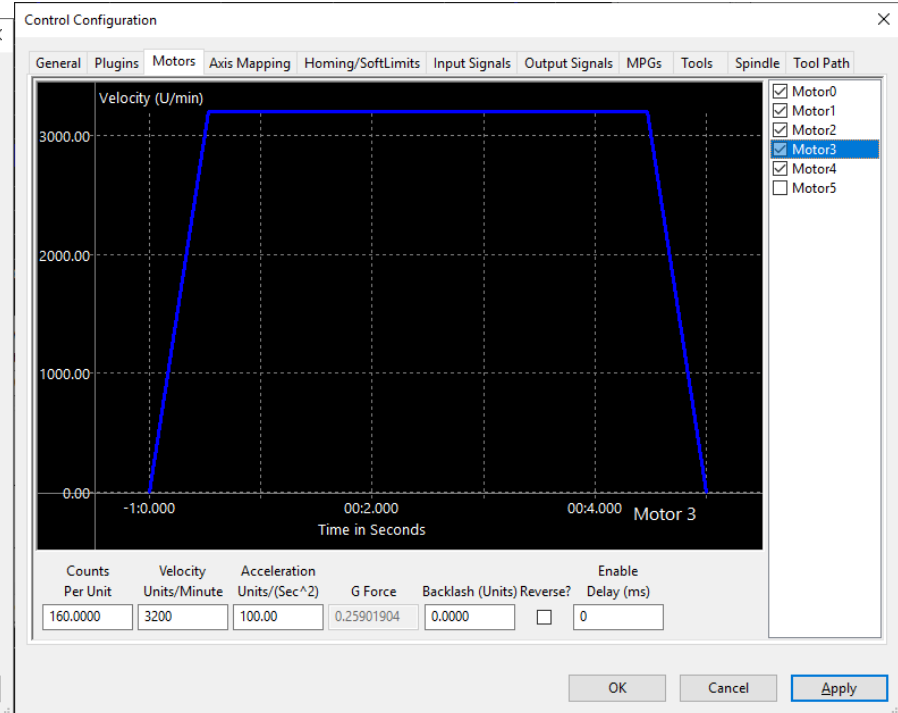 Control Configuration
General Plugins Motors Axis Mapping Homing/SoftLimits Input Signals Output Signals MPGs Tools Spindle Tool Path
Velocity (U/min)
3000.00
2000.00
1000.00
0.00
-1:0.000 00:2.000 00:4.000
Time in Seconds
Motor 3
Motor0
Motor1
Motor2
Motor3
Motor4
Motor5
Counts Per Unit
Velocity Units/Minute
Acceleration Units/(Sec^2)
G Force
Backlash (Units)
Reverse?
Enable Delay (ms)
160.0000 3200 100.00 0.25901904 0.0000 0
OK Cancel Apply